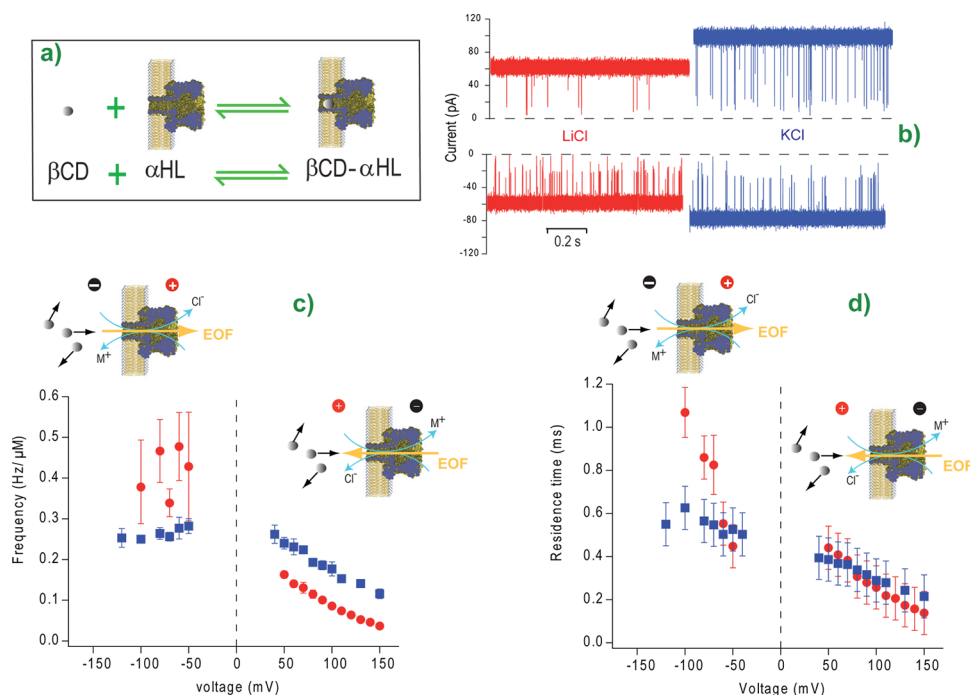 a)
βCD + αHL βCD-αHL
b)
Current (pA)
120
100
80
60
40
20
0
LiCl
KCl
0
-40
-60
-80
-120
0.2 s
c)
Cl⁻
EOF
M⁺
0.6
0.5
0.4
0.3
0.2
0.1
0.0
Frequency (Hz/ μM)
M⁺
EOF
Cl⁻
-150 -100 -50 0 50 100 150
voltage (mV)
d)
Cl⁻
EOF
M⁺
1.2
1.0
0.8
0.6
0.4
0.2
0.0
Residence time (ms)
M⁺
EOF
Cl⁻
-150 -100 -50 0 50 100 150
Voltage (mV)